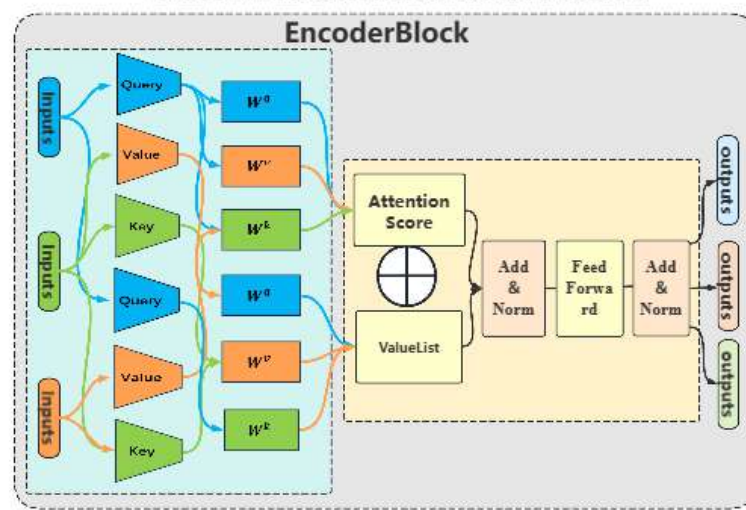 EncoderBlock
Inputs
Inputs
Inputs
Query
Value
Key
Query
Value
Key
W^q
W^v
W^k
W^q
W^v
W^k
Attention
Score
ValueList
Add
&
Norm
Feed
Forwa
rd
Add
&
Norm
outputs
outputs
outputs